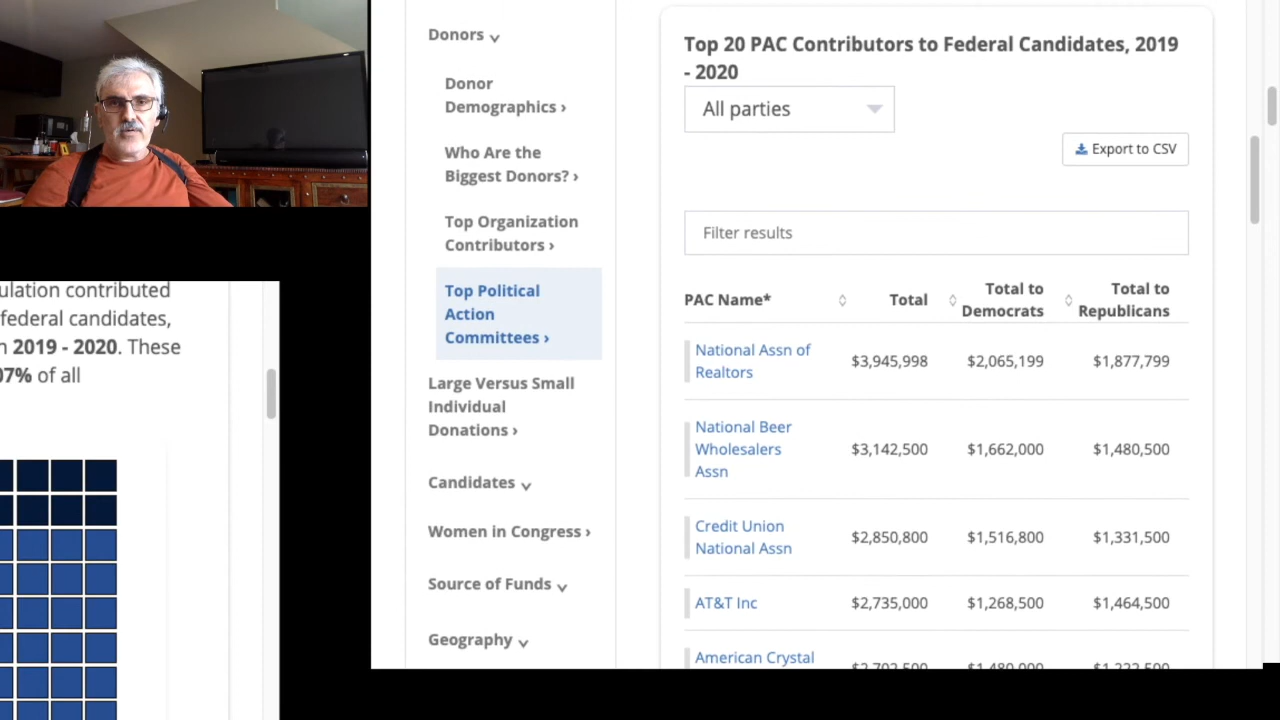 Donors
Donor
Demographics ›
Who Are the
Biggest Donors? ›
Top Organization
Contributors ›
Top Political
Action
Committees ›
Large Versus Small
Individual
Donations ›
Candidates
Women in Congress ›
Source of Funds
Geography
Top 20 PAC Contributors to Federal Candidates, 2019
- 2020
All parties
Export to CSV
Filter results
PAC Name* Total Total to Democrats Total to Republicans
National Assn of
Realtors $3,945,998 $2,065,199 $1,877,799
National Beer
Wholesalers
Assn $3,142,500 $1,662,000 $1,480,500
Credit Union
National Assn $2,850,800 $1,516,800 $1,331,500
AT&T Inc $2,735,000 $1,268,500 $1,464,500
American Crystal
contributed
federal candidates,
2019 - 2020. These
07% of all